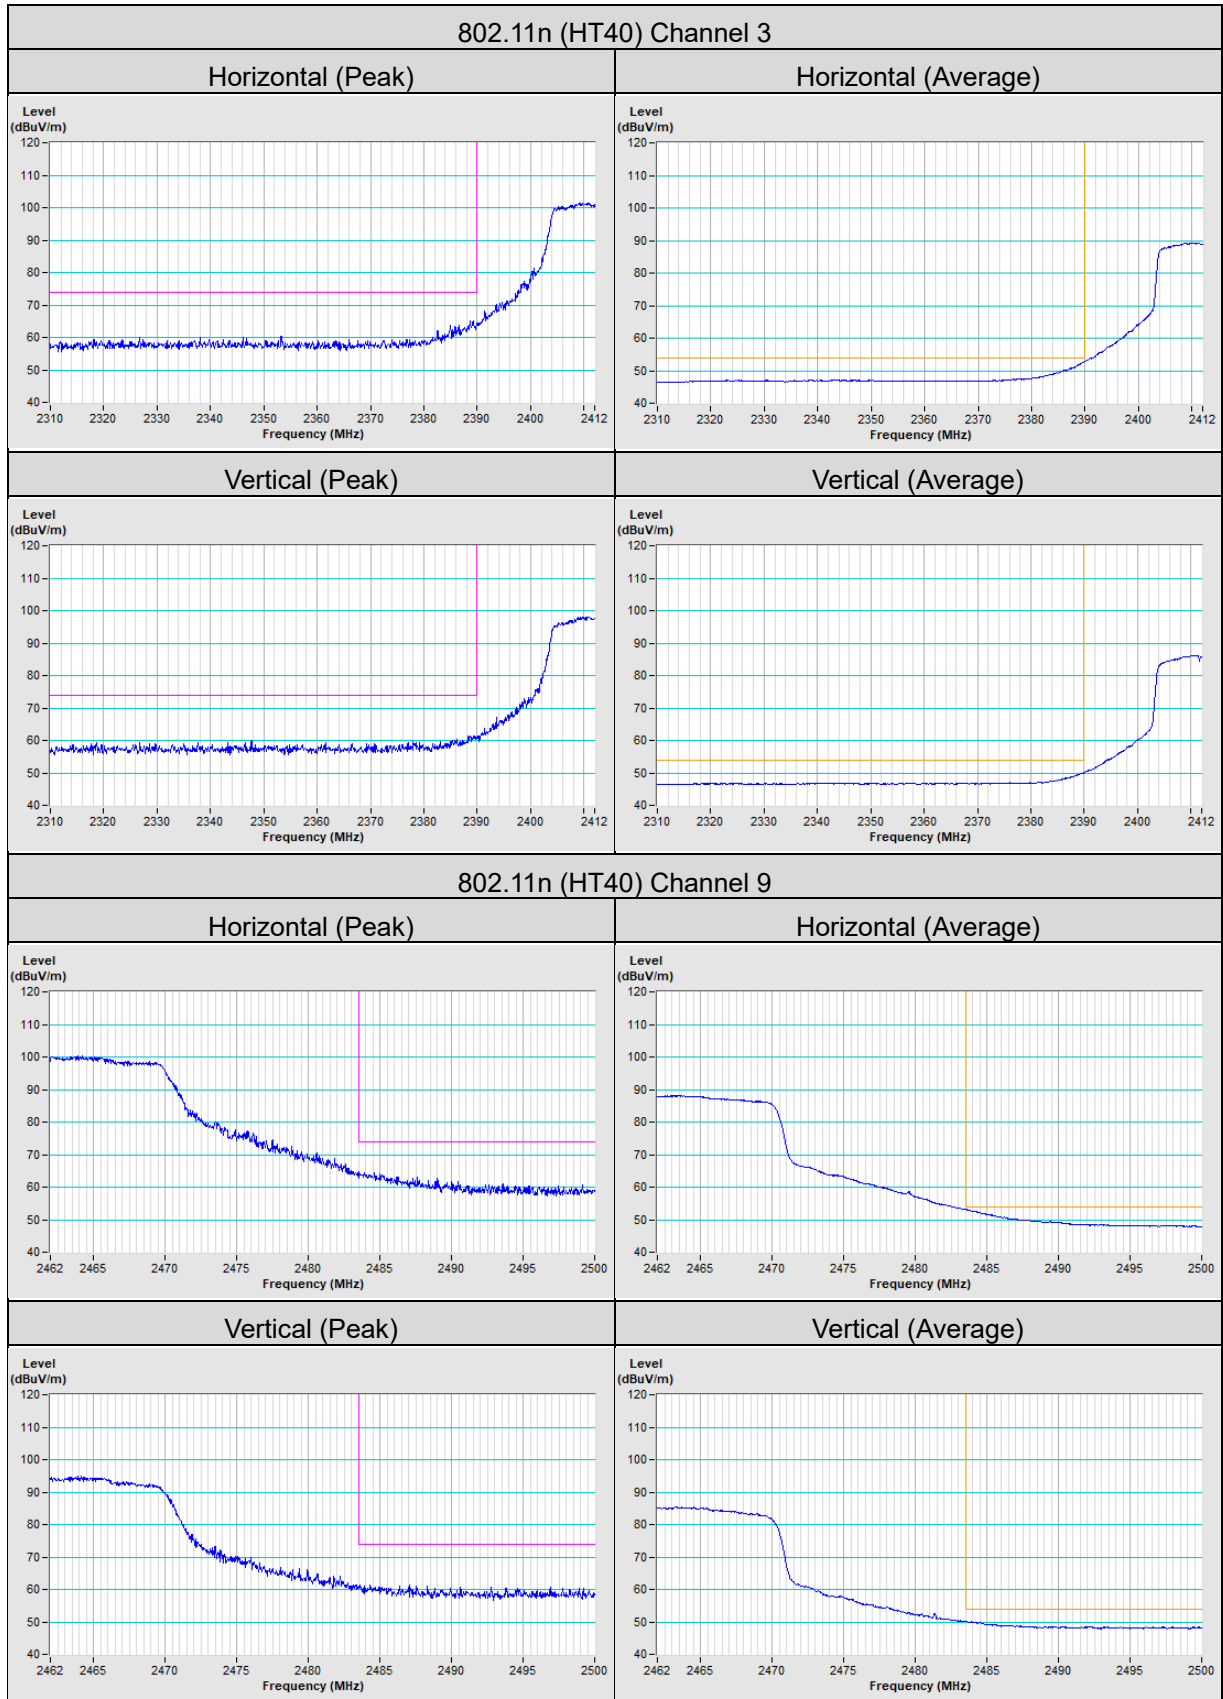 802.11n (HT40) Channel 3
Horizontal (Peak)
Horizontal (Average)
Level
(dBuV/m)
120
110
100
90
80
70
60
50
40
2310 2320 2330 2340 2350 2360 2370 2380 2390 2400 2412
Frequency (MHz)
Level
(dBuV/m)
120
110
100
90
80
70
60
50
40
2310 2320 2330 2340 2350 2360 2370 2380 2390 2400 2412
Frequency (MHz)
Vertical (Peak)
Vertical (Average)
Level
(dBuV/m)
120
110
100
90
80
70
60
50
40
2310 2320 2330 2340 2350 2360 2370 2380 2390 2400 2412
Frequency (MHz)
Level
(dBuV/m)
120
110
100
90
80
70
60
50
40
2310 2320 2330 2340 2350 2360 2370 2380 2390 2400 2412
Frequency (MHz)
802.11n (HT40) Channel 9
Horizontal (Peak)
Horizontal (Average)
Level
(dBuV/m)
120
110
100
90
80
70
60
50
40
2462 2465 2470 2475 2480 2485 2490 2495 2500
Frequency (MHz)
Level
(dBuV/m)
120
110
100
90
80
70
60
50
40
2462 2465 2470 2475 2480 2485 2490 2495 2500
Frequency (MHz)
Vertical (Peak)
Vertical (Average)
Level
(dBuV/m)
120
110
100
90
80
70
60
50
40
2462 2465 2470 2475 2480 2485 2490 2495 2500
Frequency (MHz)
Level
(dBuV/m)
120
110
100
90
80
70
60
50
40
2462 2465 2470 2475 2480 2485 2490 2495 2500
Frequency (MHz)